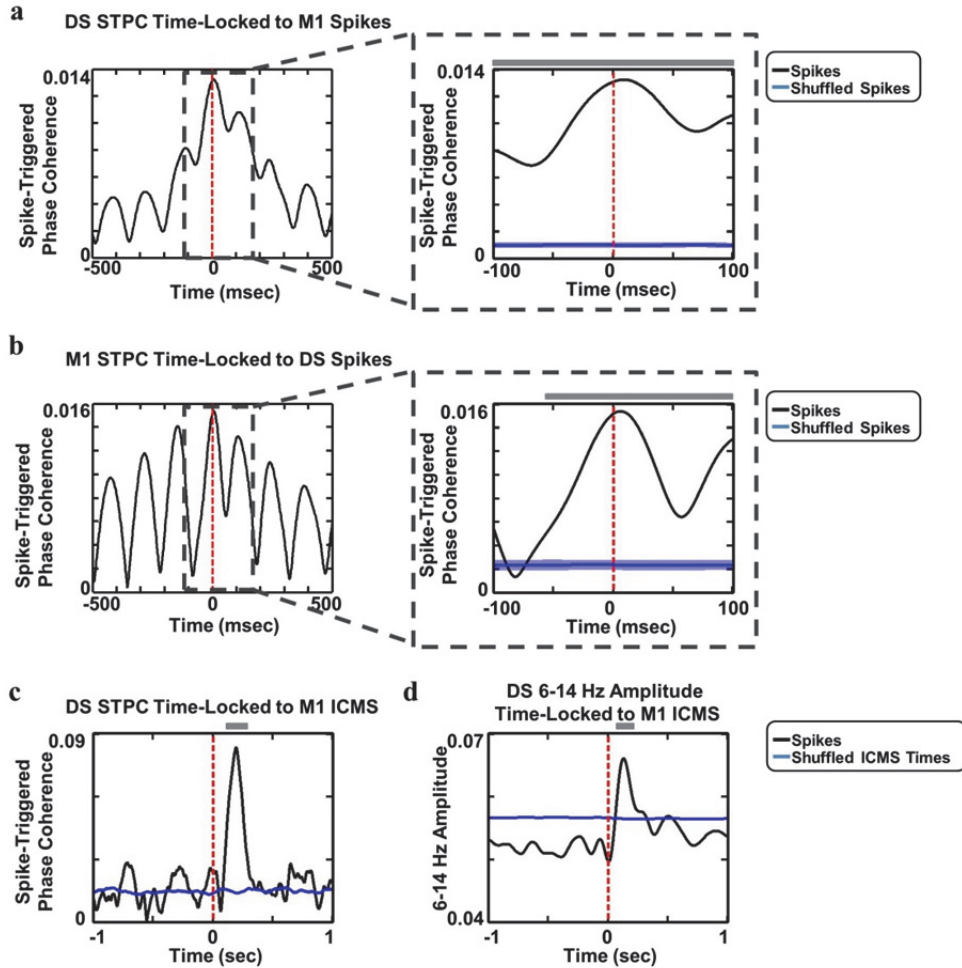 a
DS STPC Time-Locked to M1 Spikes
0.014
Spike-Triggered
Phase Coherence
0
-500
0
500
Time (msec)
0.014
Spike-Triggered
Phase Coherence
0
-100
0
100
Time (msec)
Spikes
Shuffled Spikes
b
M1 STPC Time-Locked to DS Spikes
0.016
Spike-Triggered
Phase Coherence
0
-500
0
500
Time (msec)
0.016
Spike-Triggered
Phase Coherence
0
-100
0
100
Time (msec)
Spikes
Shuffled Spikes
c
DS STPC Time-Locked to M1 ICMS
0.09
Spike-Triggered
Phase Coherence
0
-1
0
1
Time (sec)
d
DS 6-14 Hz Amplitude
Time-Locked to M1 ICMS
0.07
6-14 Hz Amplitude
0.04
-1
0
1
Time (sec)
Spikes
Shuffled ICMS Times